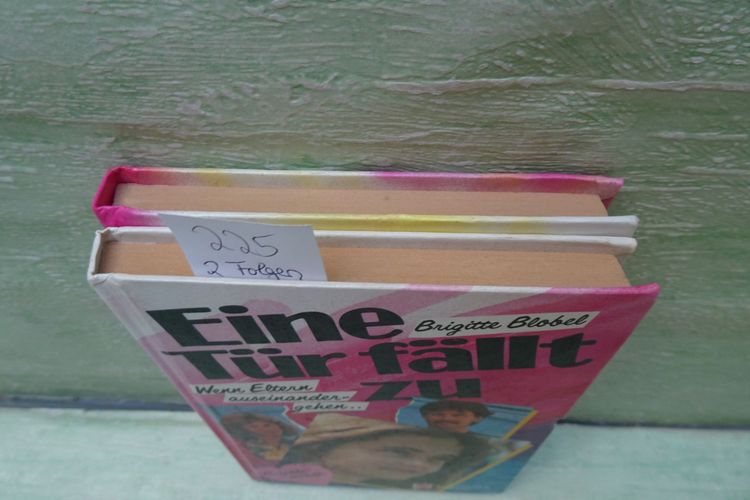 225
2 Folgen
Eine
Brigitte Blobel
Tür fällt
zu
Wenn Eltern
auseinander-
gehen..